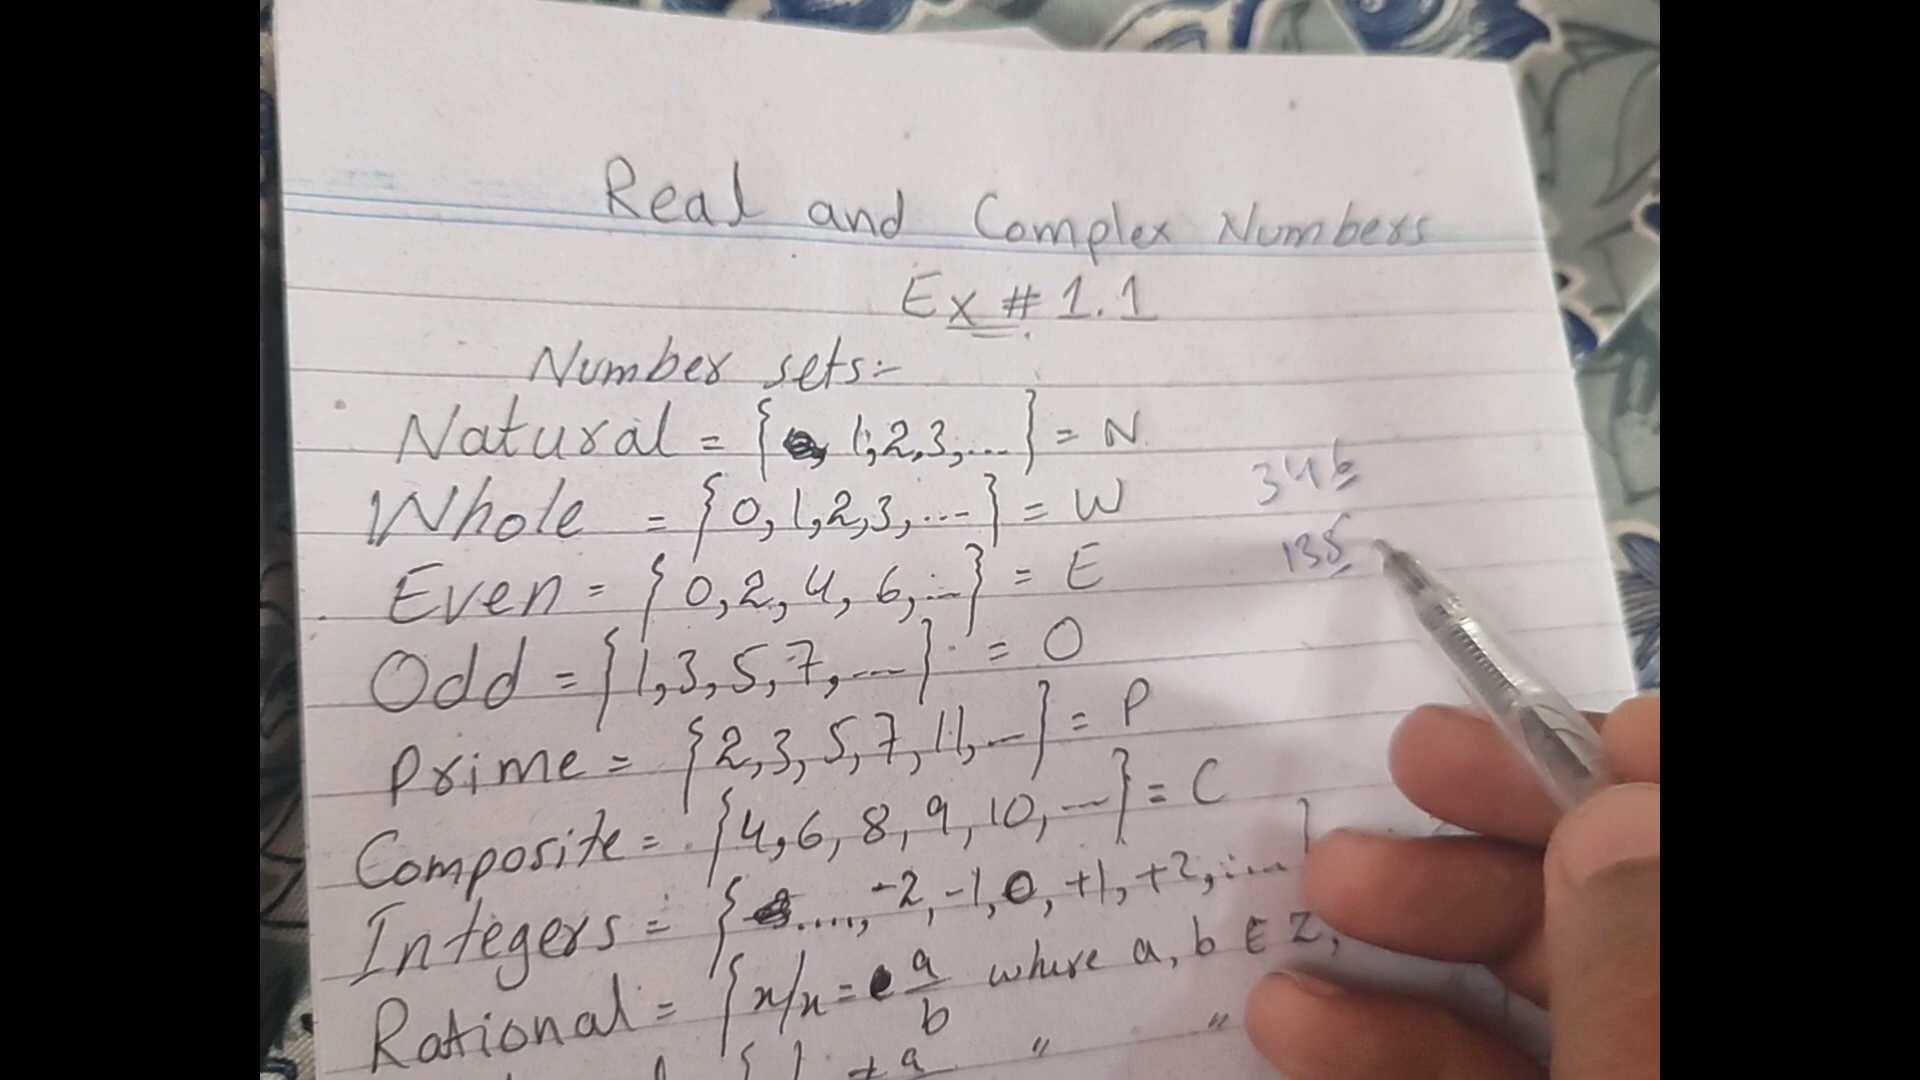 Real and Complex Numbers
Ex # 1.1
Number sets:-
Natural = { 1,2,3,... } = N
346
Whole = {0,1,2,3,...} = W
135
Even = {0,2,4,6,...} = E
Odd = {1,3,5,7,...} = O
Prime = {2,3,5,7,11,...} = P
Composite = {4,6,8,9,10,...} = C
Integers = {...., -2,-1,0,+1,+2,....}
Rational = {x/x = a/b where a, b ∈ Z,
≠ a " "